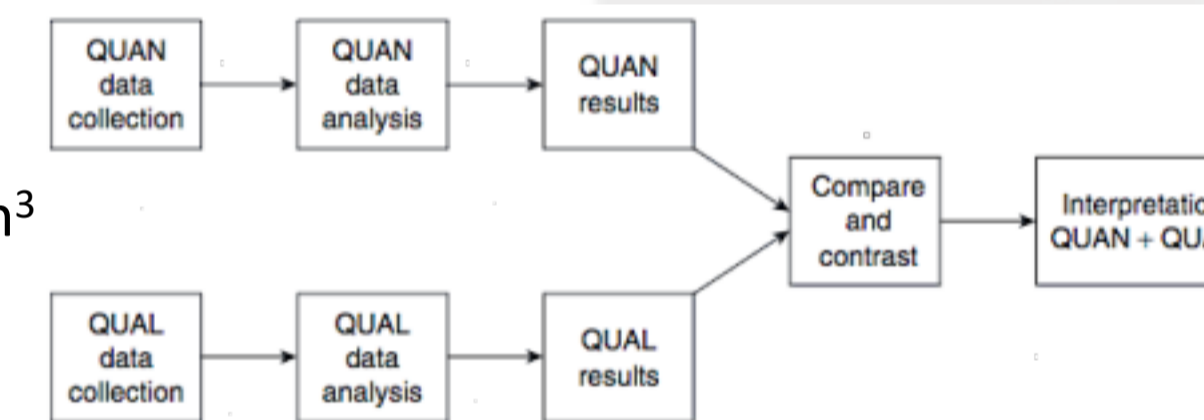 QUAN
data
collection
QUAN
data
analysis
QUAN
results
Compare
and
contrast
QUAN + 
QUAL
data
collection
QUAL
data
analysis
QUAL
results